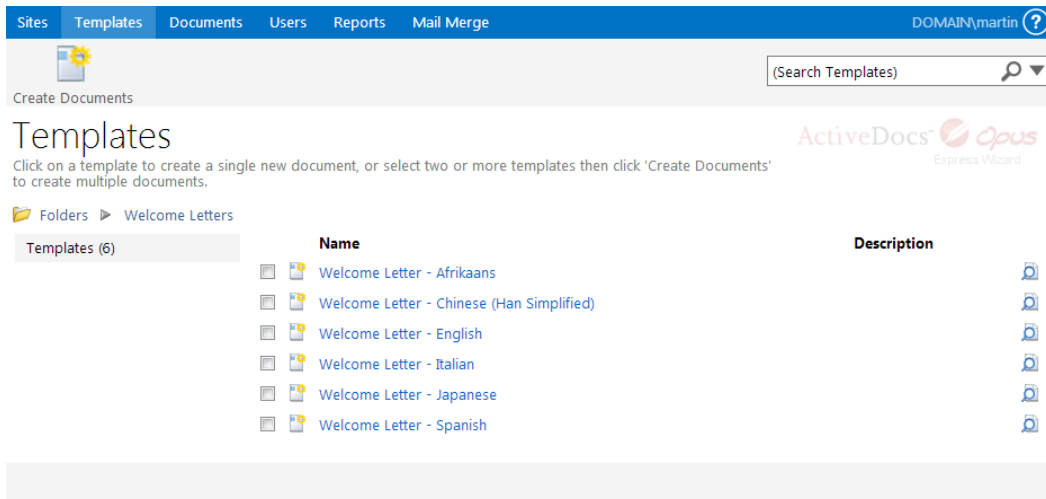 Sites Templates Documents Users Reports Mail Merge DOMAIN\martin ?
(Search Templates)
Create Documents
Templates
ActiveDocs Opus
Express Wizard
Click on a template to create a single new document, or select two or more templates then click 'Create Documents'
to create multiple documents.
Folders Welcome Letters
Templates (6)
Name Description
Welcome Letter - Afrikaans
Welcome Letter - Chinese (Han Simplified)
Welcome Letter - English
Welcome Letter - Italian
Welcome Letter - Japanese
Welcome Letter - Spanish